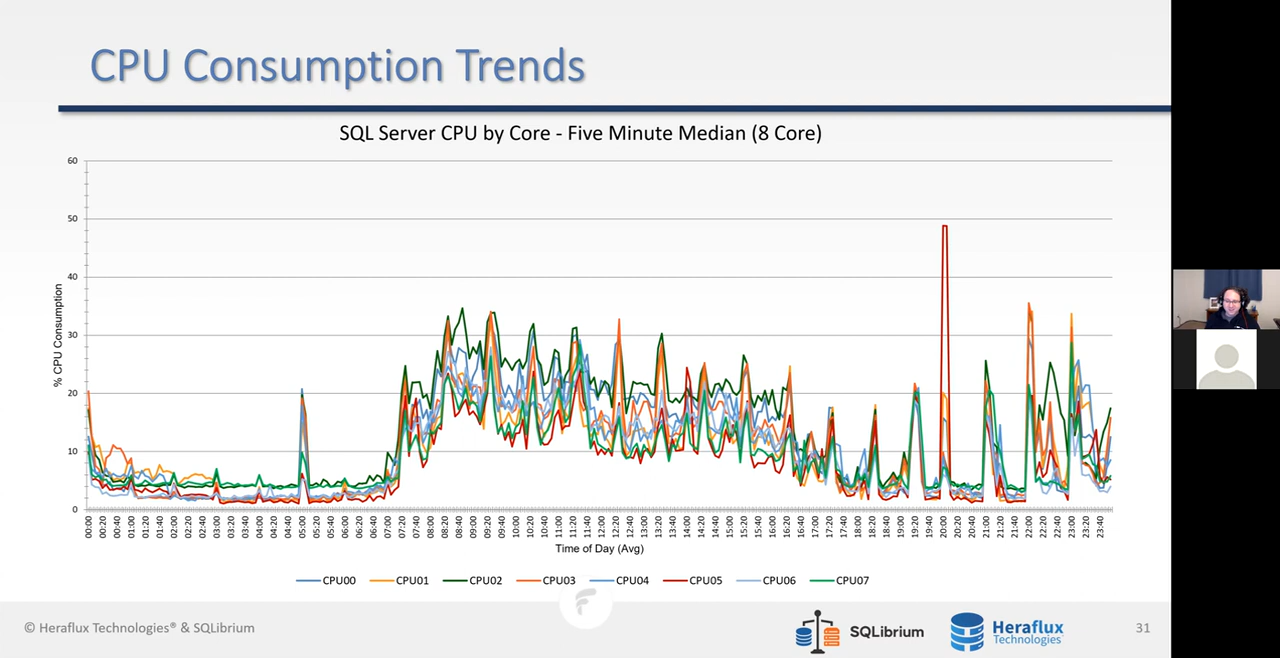 CPU Consumption Trends
SQL Server CPU by Core - Five Minute Median (8 Core)
60
50
40
30
20
10
0
% CPU Consumption
00:00 00:20 00:40 01:00 01:20 01:40 02:00 02:20 02:40 03:00 03:20 03:40 04:00 04:20 04:40 05:00 05:20 05:40 06:00 06:20 06:40 07:00 07:20 07:40 08:00 08:20 08:40 09:00 09:20 09:40 10:00 10:20 10:40 11:00 11:20 11:40 12:00 12:20 12:40 13:00 13:20 13:40 14:00 14:20 14:40 15:00 15:20 15:40 16:00 16:20 16:40 17:00 17:20 17:40 18:00 18:20 18:40 19:00 19:20 19:40 20:00 20:20 20:40 21:00 21:20 21:40 22:00 22:20 22:40 23:00 23:20 23:40
Time of Day (Avg)
CPU00 CPU01 CPU02 CPU03 CPU04 CPU05 CPU06 CPU07
© Heraflux Technologies® & SQLibrium
SQLibrium
Heraflux
Technologies
31